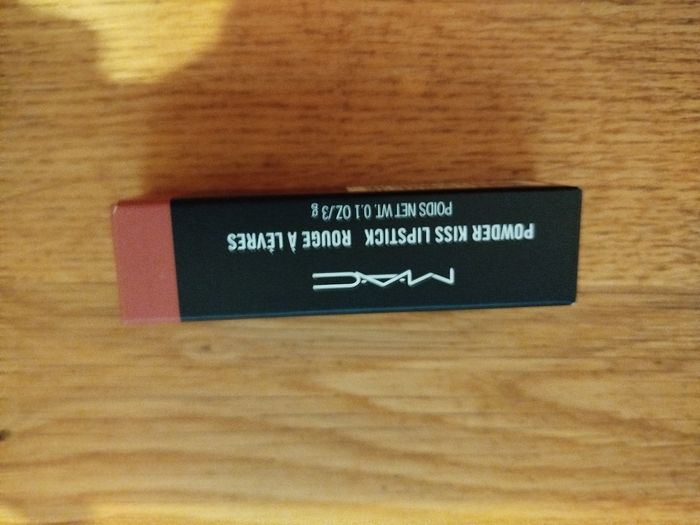 M·A·C
POWDER KISS LIPSTICK ROUGE À LÈVRES
POIDS NET WT. 0.1 OZ./3 g